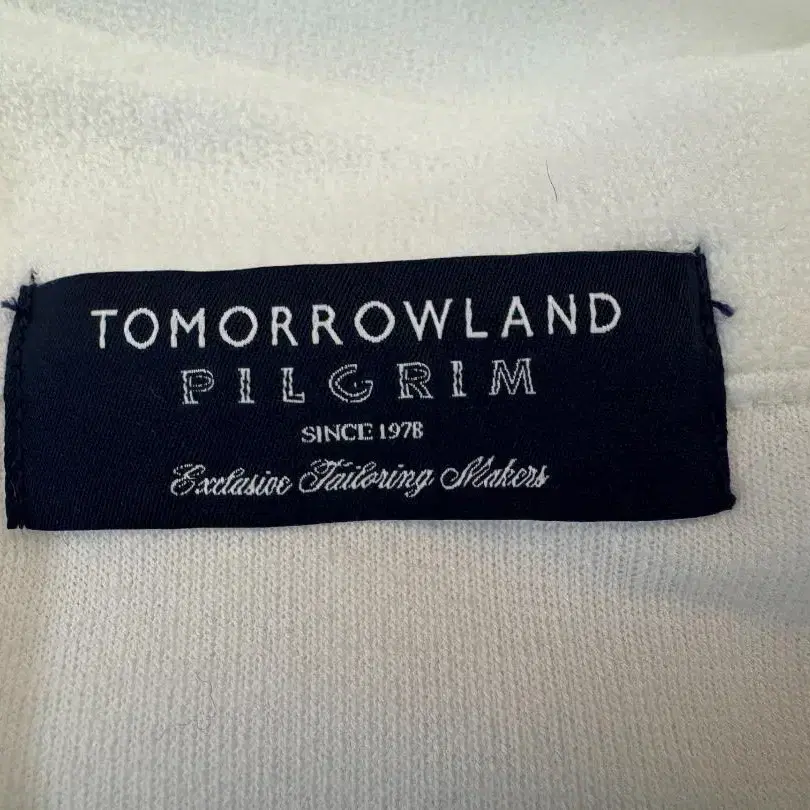 TOMORROWLAND
PILGRIM
SINCE 1978
Exclusive Tailoring Makers